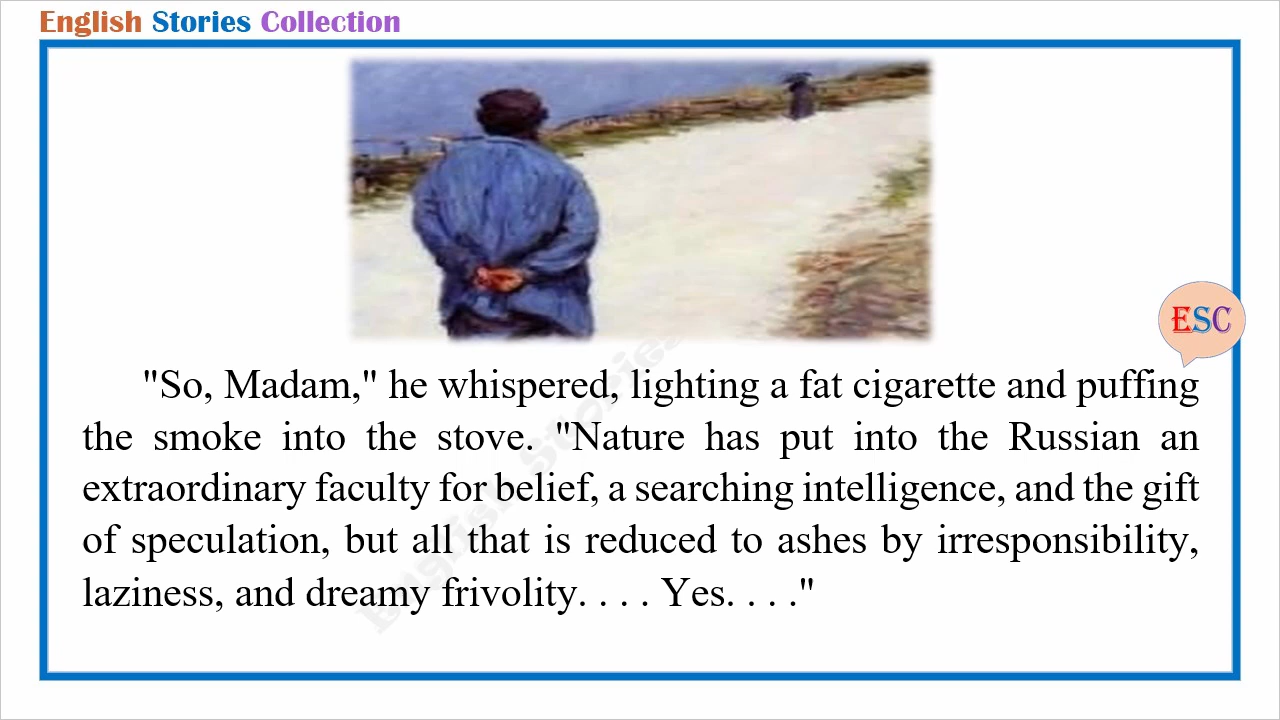 English Stories Collection
ESC
"So, Madam," he whispered, lighting a fat cigarette and puffing
the smoke into the stove. "Nature has put into the Russian an
extraordinary faculty for belief, a searching intelligence, and the gift
of speculation, but all that is reduced to ashes by irresponsibility,
laziness, and dreamy frivolity. . . . Yes. . . ."
English Stories